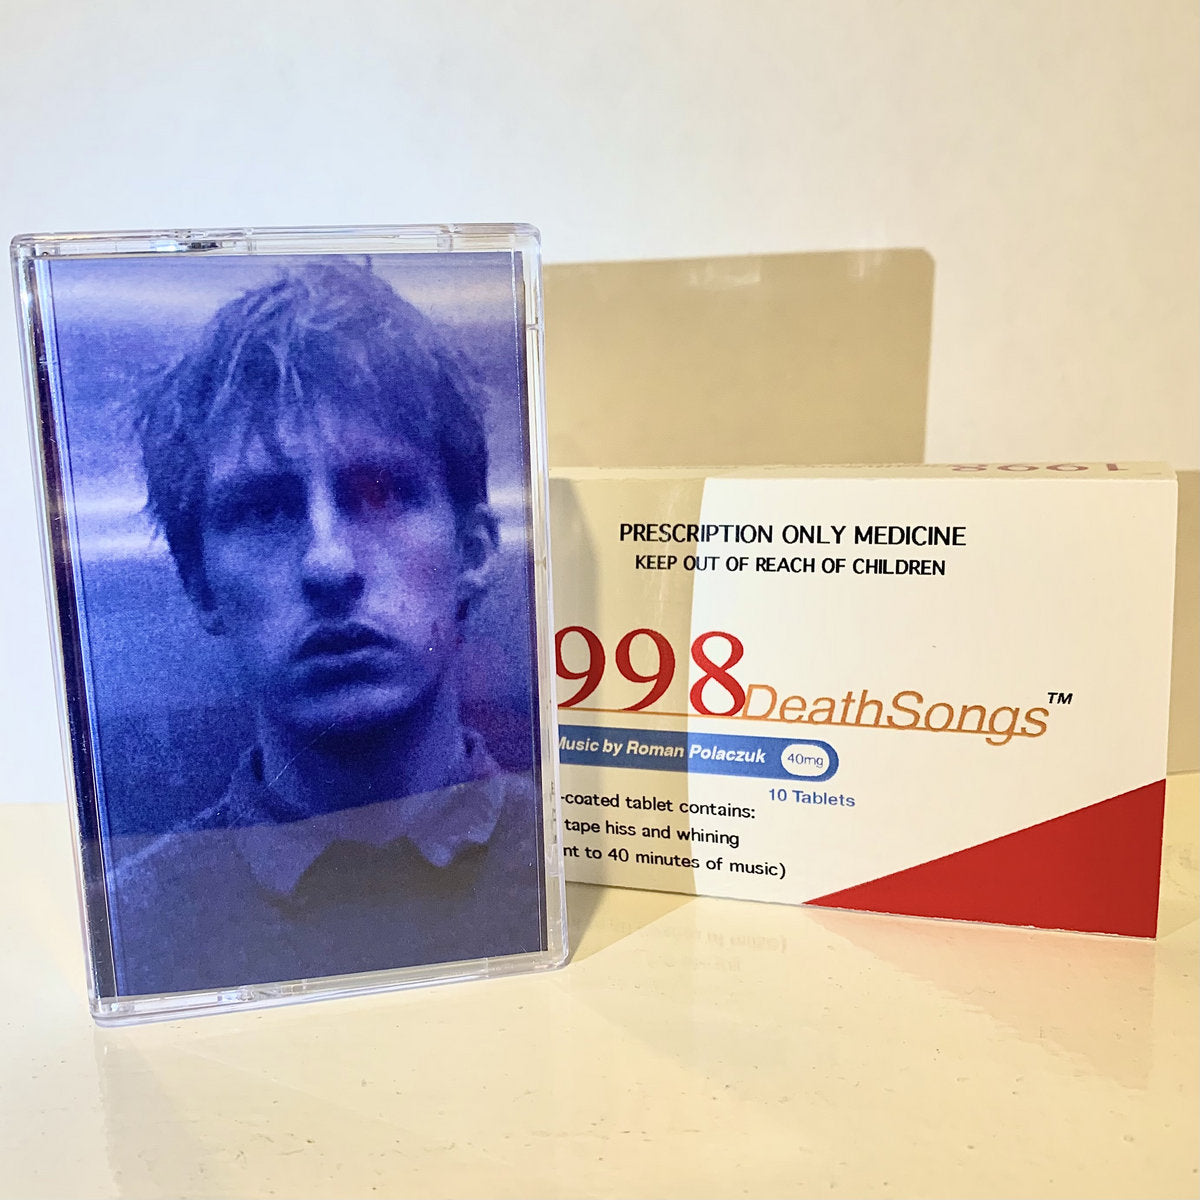 1998
PRESCRIPTION ONLY MEDICINE
KEEP OUT OF REACH OF CHILDREN
998DeathSongs™
Music by Roman Polaczuk 40mg
10 Tablets
-coated tablet contains:
tape hiss and whining
nt to 40 minutes of music)